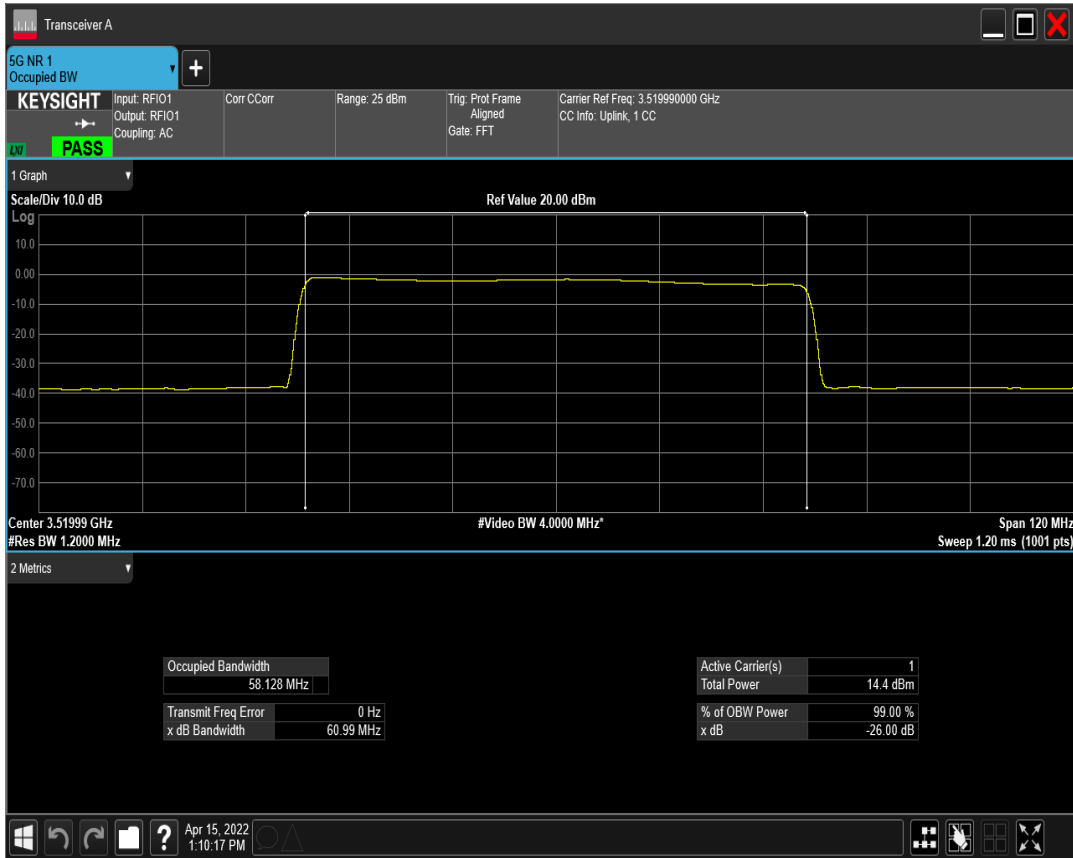 Transceiver A
5G NR 1
Occupied BW
KEYSIGHT
LXI
PASS
Input: RFIO1
Output: RFIO1
Coupling: AC
Corr CCorr
Range: 25 dBm
Trig: Prot Frame
Aligned
Gate: FFT
Carrier Ref Freq: 3.519990000 GHz
CC Info: Uplink, 1 CC
1 Graph
Scale/Div 10.0 dB
Ref Value 20.00 dBm
Log
10.0
0.00
-10.0
-20.0
-30.0
-40.0
-50.0
-60.0
-70.0
Center 3.51999 GHz
#Video BW 4.0000 MHz*
Span 120 MHz
#Res BW 1.2000 MHz
Sweep 1.20 ms (1001 pts)
2 Metrics
Occupied Bandwidth
58.128 MHz
Transmit Freq Error 0 Hz
x dB Bandwidth 60.99 MHz
Active Carrier(s) 1
Total Power 14.4 dBm
% of OBW Power 99.00 %
x dB -26.00 dB
?
Apr 15, 2022
1:10:17 PM